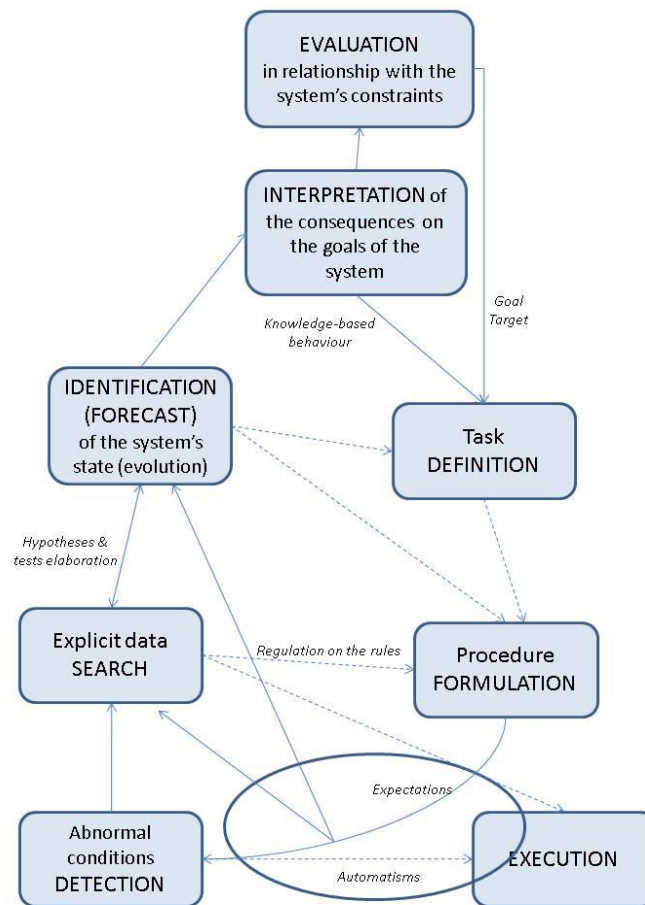 EVALUATION
in relationship with the
system's constraints
INTERPRETATION of
the consequences on
the goals of the
system
Goal
Target
Knowledge-based
behaviour
IDENTIFICATION
(FORECAST)
of the system's
state (evolution)
Task
DEFINITION
Hypotheses &
tests elaboration
Explicit data
SEARCH
Regulation on the rules
Procedure
FORMULATION
Expectations
Abnormal
conditions
DETECTION
Automatisms
EXECUTION